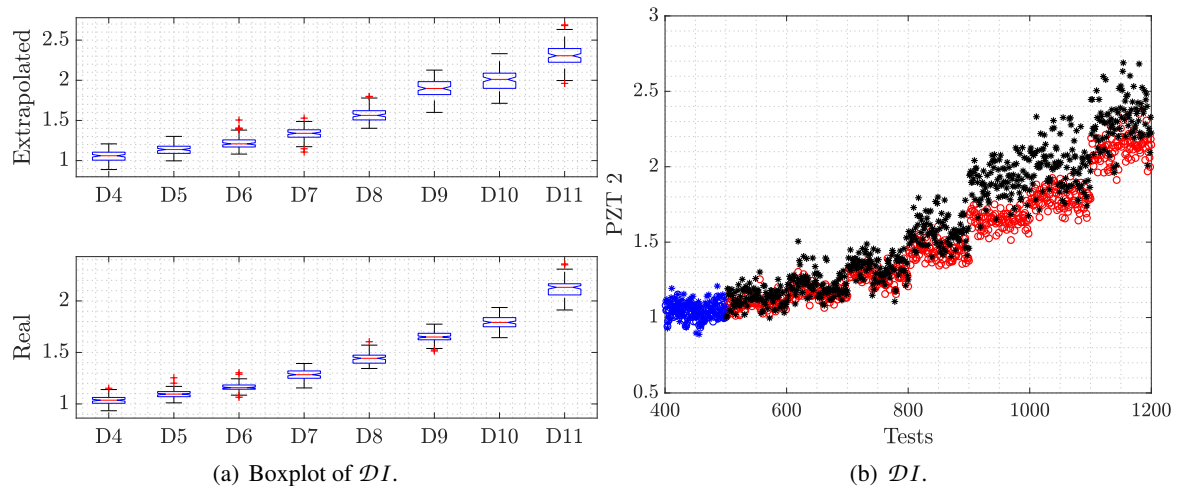 Extrapolated
2.5
2
1.5
1
D4 D5 D6 D7 D8 D9 D10 D11
Real
2
1.5
1
D4 D5 D6 D7 D8 D9 D10 D11
(a) Boxplot of DI.
PZT 2
3
2.5
2
1.5
1
0.5
400 600 800 1000 1200
Tests
(b) DI.